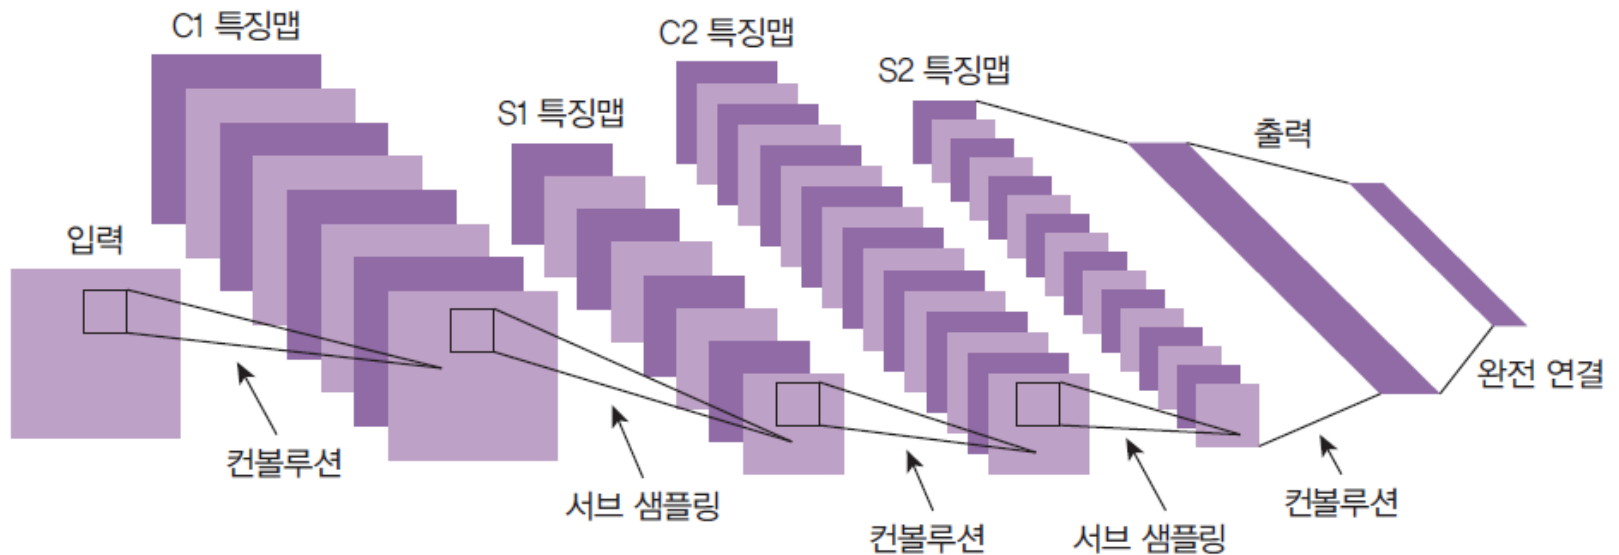 C1 특징맵
C2 특징맵
S2 특징맵
S1 특징맵
출력
입력
완전 연결
컨볼루션
서브 샘플링
컨볼루션
서브 샘플링
컨볼루션